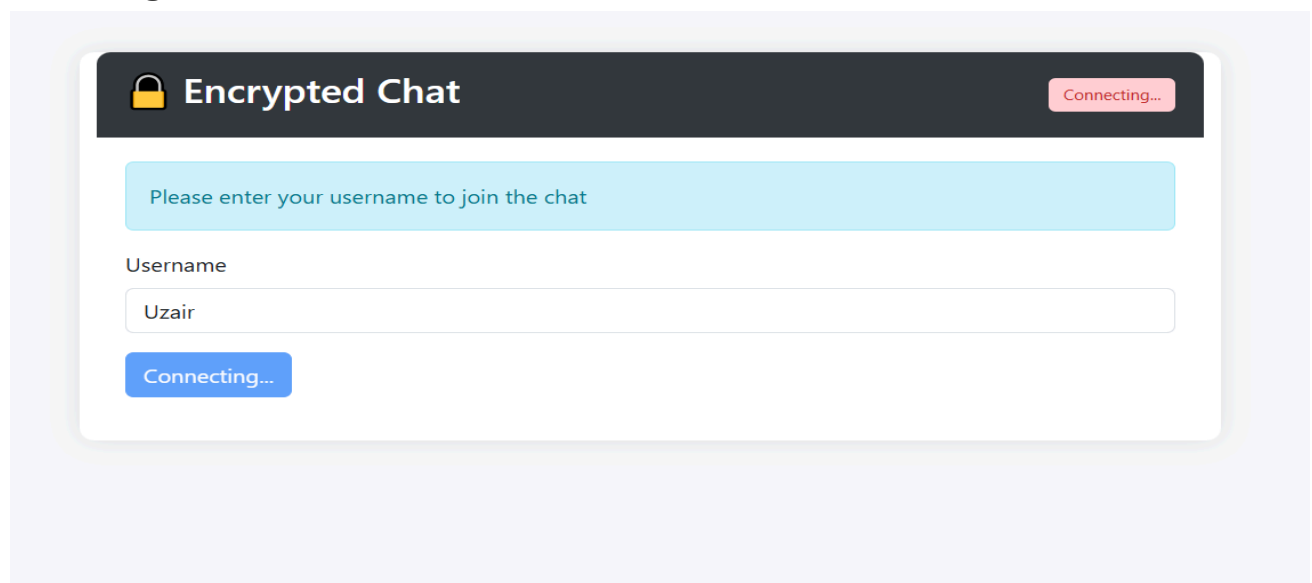 Encrypted Chat
Connecting...
Please enter your username to join the chat
Username
Uzair
Connecting...